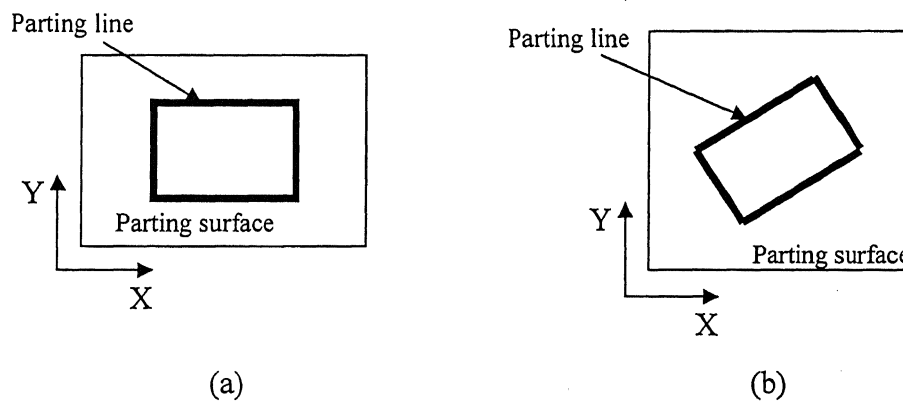 Parting line
Y
Parting surface
X
(a)
Parting line
Y
Parting surface
X
(b)